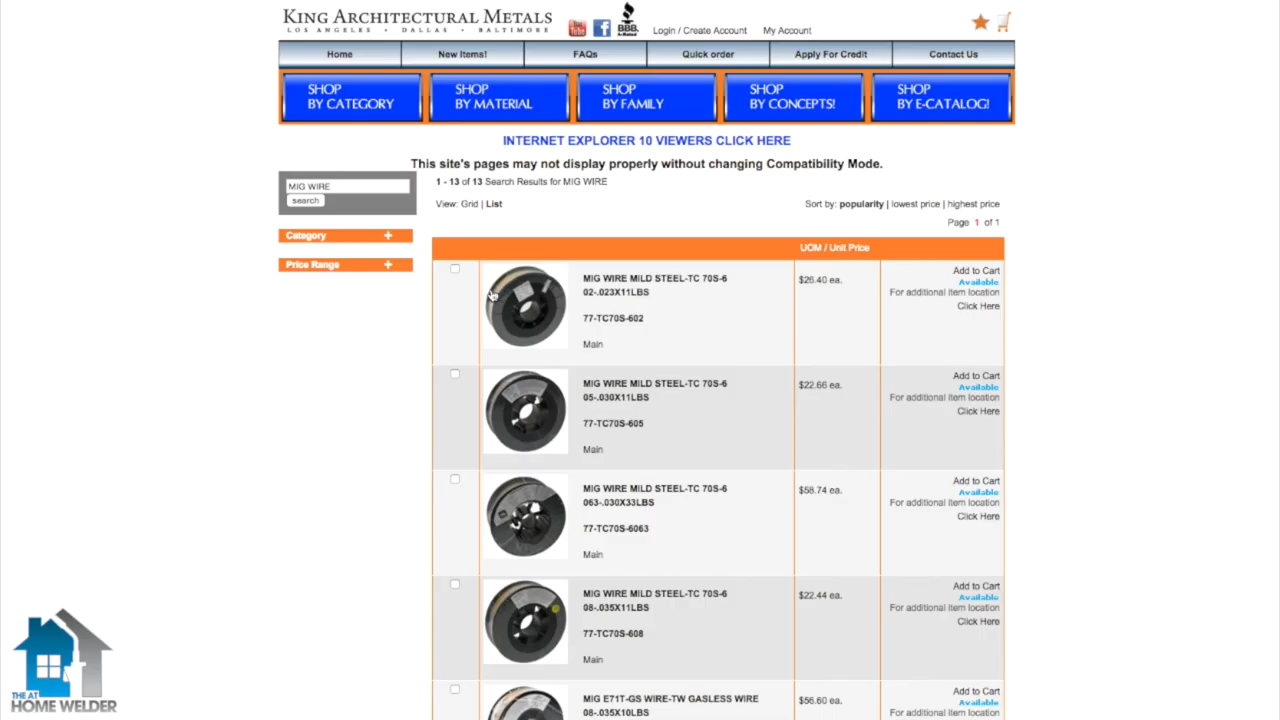 KING ARCHITECTURAL METALS
LOS ANGELES • DALLAS • BALTIMORE
You Tube
f
BBB.
Login / Create Account
My Account
Home
New Items!
FAQs
Quick order
Apply For Credit
Contact Us
SHOP
BY CATEGORY
SHOP
BY MATERIAL
SHOP
BY FAMILY
SHOP
BY CONCEPTS!
SHOP
BY E-CATALOG!
INTERNET EXPLORER 10 VIEWERS CLICK HERE
This site's pages may not display properly without changing Compatibility Mode.
MIG WIRE
search
Category +
Price Range +
1 - 13 of 13 Search Results for MIG WIRE
View: Grid | List
Sort by: popularity | lowest price | highest price
Page 1 of 1
UOM / Unit Price
MIG WIRE MILD STEEL-TC 70S-6
02-.023X11LBS
77-TC70S-602
Main
$26.40 ea.
Add to Cart
Available
For additional item location
Click Here
MIG WIRE MILD STEEL-TC 70S-6
05-.030X11LBS
77-TC70S-605
Main
$22.66 ea.
Add to Cart
Available
For additional item location
Click Here
MIG WIRE MILD STEEL-TC 70S-6
063-.030X33LBS
77-TC70S-6063
Main
$58.74 ea.
Add to Cart
Available
For additional item location
Click Here
MIG WIRE MILD STEEL-TC 70S-6
08-.035X11LBS
77-TC70S-608
Main
$22.44 ea.
Add to Cart
Available
For additional item location
Click Here
MIG E71T-GS WIRE-TW GASLESS WIRE
08-.035X10LBS
$56.60 ea.
Add to Cart
Available
For additional item location
THE AT
HOME WELDER